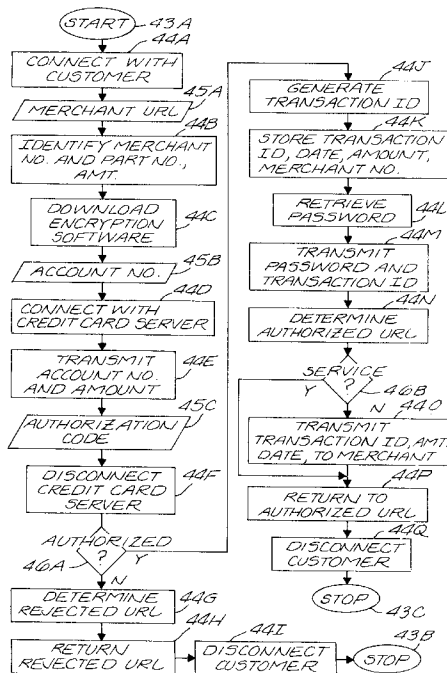 START
43A
44A
CONNECT WITH
CUSTOMER
45A
MERCHANT URL
44B
IDENTIFY MERCHANT
NO. AND PART NO.,
AMT.
DOWNLOAD
ENCRYPTION
SOFTWARE
44C
45B
ACCOUNT NO.
44D
CONNECT WITH
CREDIT CARD SERVER
TRANSMIT
ACCOUNT NO.
AND AMOUNT
44E
45C
AUTHORIZATION
CODE
DISCONNECT
CREDIT CARD
SERVER
44F
AUTHORIZED
?
46A
Y
N
DETERMINE
REJECTED URL
44G
44H
RETURN
REJECTED URL
44I
DISCONNECT
CUSTOMER
STOP
43B
44J
GENERATE
TRANSACTION ID
44K
STORE TRANSACTION
ID, DATE, AMOUNT,
MERCHANT NO.
RETRIEVE
PASSWORD
44L
44M
TRANSMIT
PASSWORD AND
TRANSACTION ID
44N
DETERMINE
AUTHORIZED URL
SERVICE
?
Y
46B
N
44O
TRANSMIT
TRANSACTION ID, AMT.
DATE, TO MERCHANT
44P
RETURN TO
AUTHORIZED URL
44Q
DISCONNECT
CUSTOMER
STOP
43C